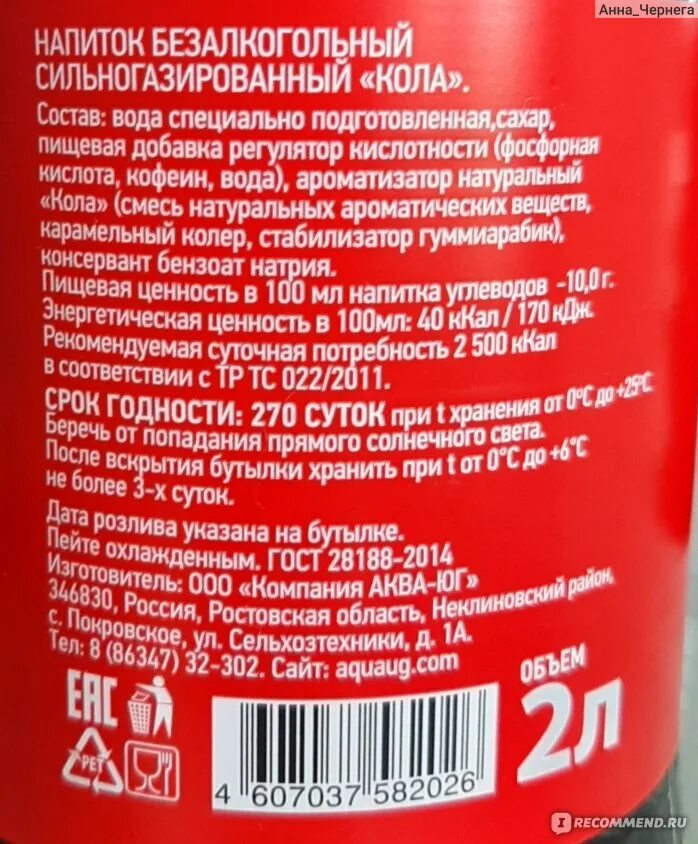 Анна_Чернега
НАПИТОК БЕЗАЛКОГОЛЬНЫЙ
СИЛЬНОГАЗИРОВАННЫЙ «КОЛА».
Состав: вода специально подготовленная,сахар,
пищевая добавка регулятор кислотности (фосфорная
кислота, кофеин, вода), ароматизатор натуральный
«Кола» (смесь натуральных ароматических веществ,
карамельный колер, стабилизатор гуммиарабик),
консервант бензоат натрия.
Пищевая ценность в 100 мл напитка углеводов -10,0 г.
Энергетическая ценность в 100мл: 40 кКал / 170 кДж.
Рекомендуемая суточная потребность 2 500 кКал
в соответствии с ТР ТС 022/2011.
СРОК ГОДНОСТИ: 270 СУТОК при t хранения от 0°С до +25°С
Беречь от попадания прямого солнечного света.
После вскрытия бутылки хранить при t от 0°С до +6°С
не более 3-х суток.
Дата розлива указана на бутылке.
Пейте охлажденным. ГОСТ 28188-2014
Изготовитель: ООО «Компания АКВА-ЮГ»
346830, Россия, Ростовская область, Неклиновский район,
с. Покровское, ул. Сельхозтехники, д. 1А.
Тел: 8 (86347) 32-302. Сайт: aquaug.com
ЕАС
PET
ОБЪЕМ
2л
4 607037 582026
IRECOMMEND.RU